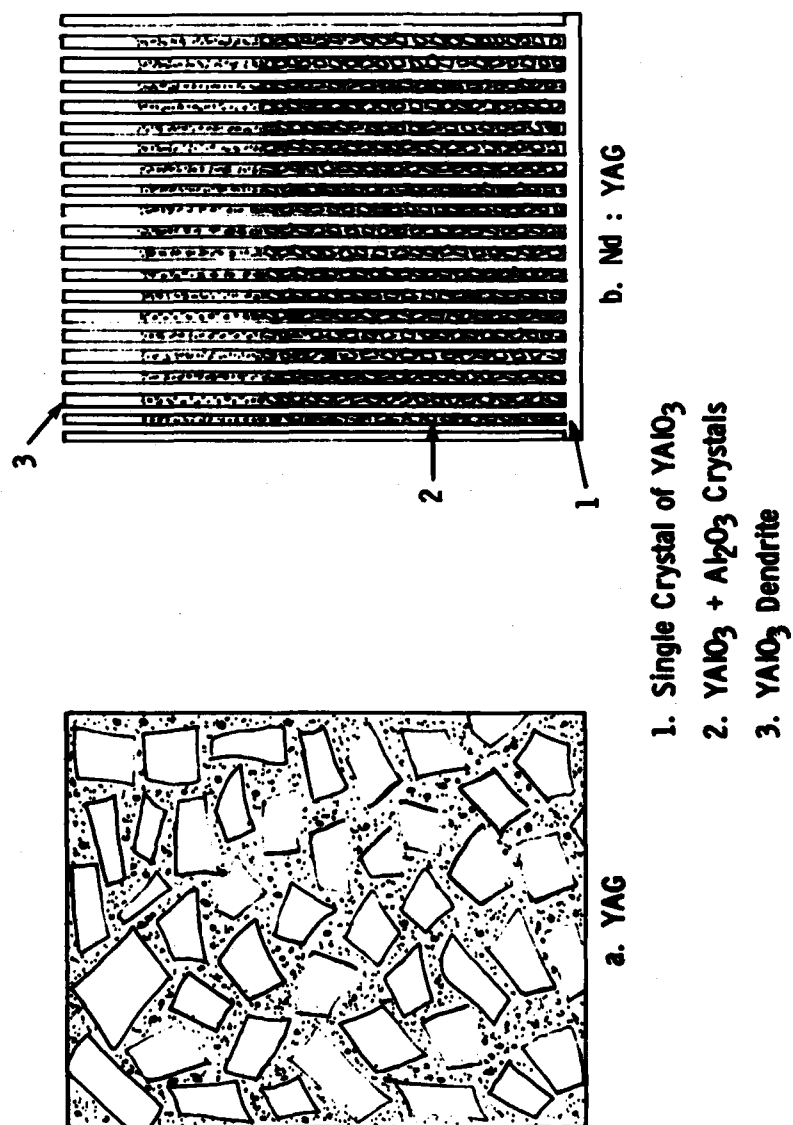 a. YAG
b. Nd : YAG
3
2
1
1. Single Crystal of YAlO₃
2. YAlO₃ + Al₂O₃ Crystals
3. YAlO₃ Dendrite